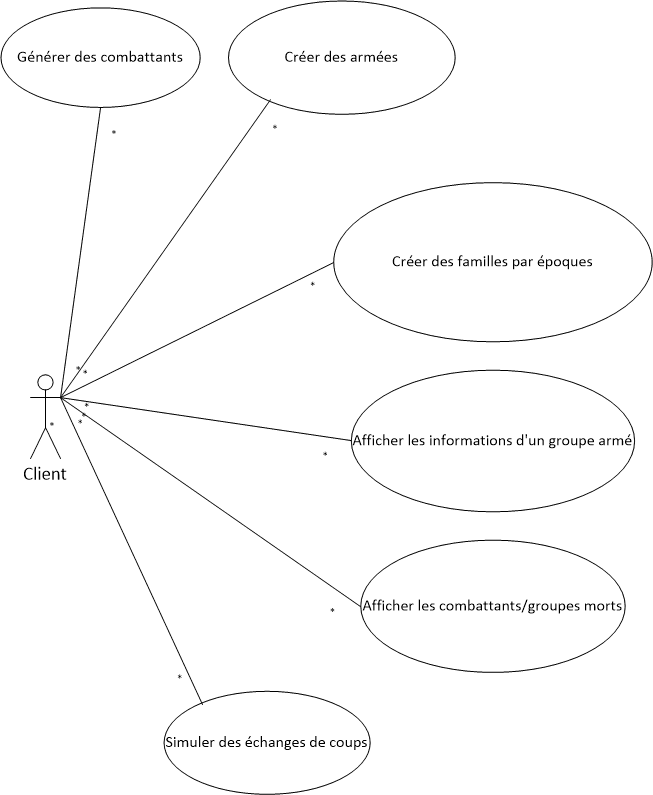 Générer des combattants
Créer des armées
*
*
Créer des familles par époques
*
*
*
*
*
*
*
Client
Afficher les informations d'un groupe armé
*
Afficher les combattants/groupes morts
*
*
Simuler des échanges de coups